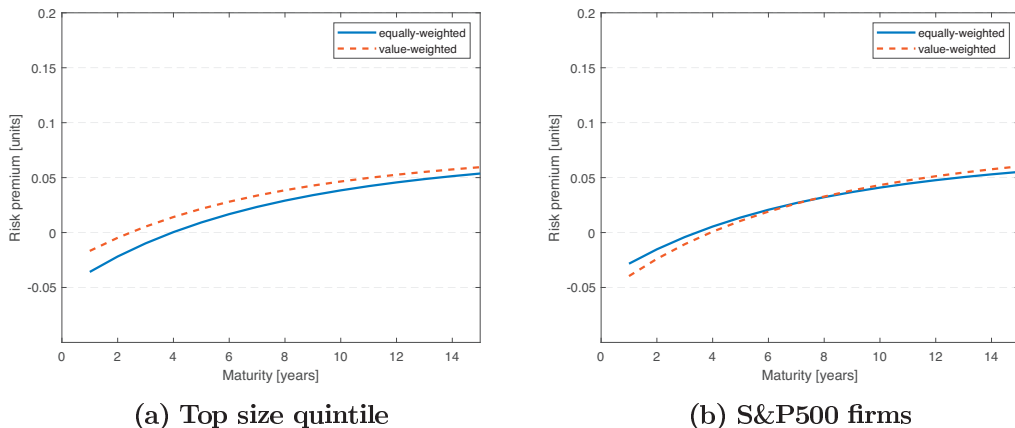 0.2
0.15
0.1
0.05
0
-0.05
Risk premium [units]
equally-weighted
value-weighted
0 2 4 6 8 10 12 14
Maturity [years]
(a) Top size quintile
0.2
0.15
0.1
0.05
0
-0.05
Risk premium [units]
equally-weighted
value-weighted
0 2 4 6 8 10 12 14
Maturity [years]
(b) S&P500 firms